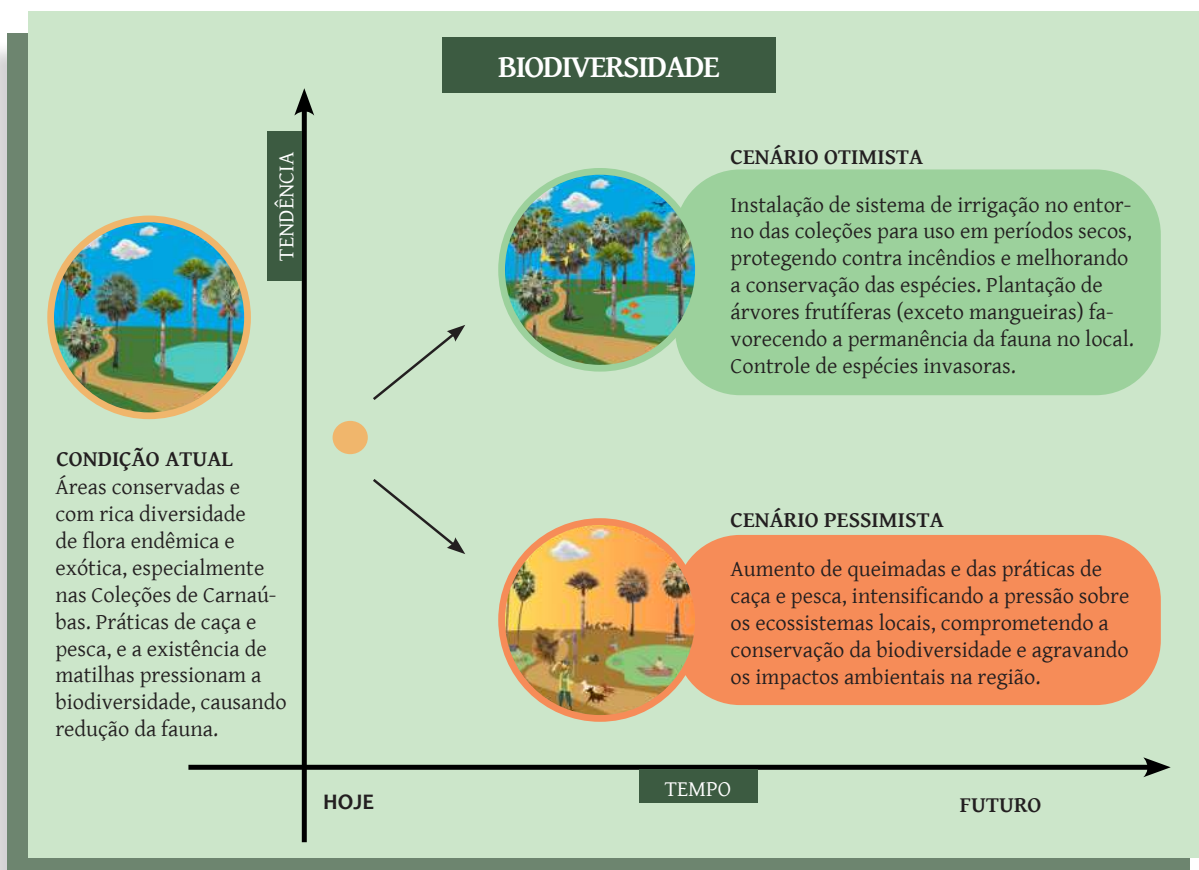 BIODIVERSIDADE
TENDÊNCIA
CONDIÇÃO ATUAL
Áreas conservadas e
com rica diversidade
de flora endêmica e
exótica, especialmente
nas Coleções de Carnaú-
bas. Práticas de caça e
pesca, e a existência de
matilhas pressionam a
biodiversidade, causando
redução da fauna.
CENÁRIO OTIMISTA
Instalação de sistema de irrigação no entor-
no das coleções para uso em períodos secos,
protegendo contra incêndios e melhorando
a conservação das espécies. Plantação de
árvores frutíferas (exceto mangueiras) fa-
vorecendo a permanência da fauna no local.
Controle de espécies invasoras.
CENÁRIO PESSIMISTA
Aumento de queimadas e das práticas de
caça e pesca, intensificando a pressão sobre
os ecossistemas locais, comprometendo a
conservação da biodiversidade e agravando
os impactos ambientais na região.
HOJE
TEMPO
FUTURO